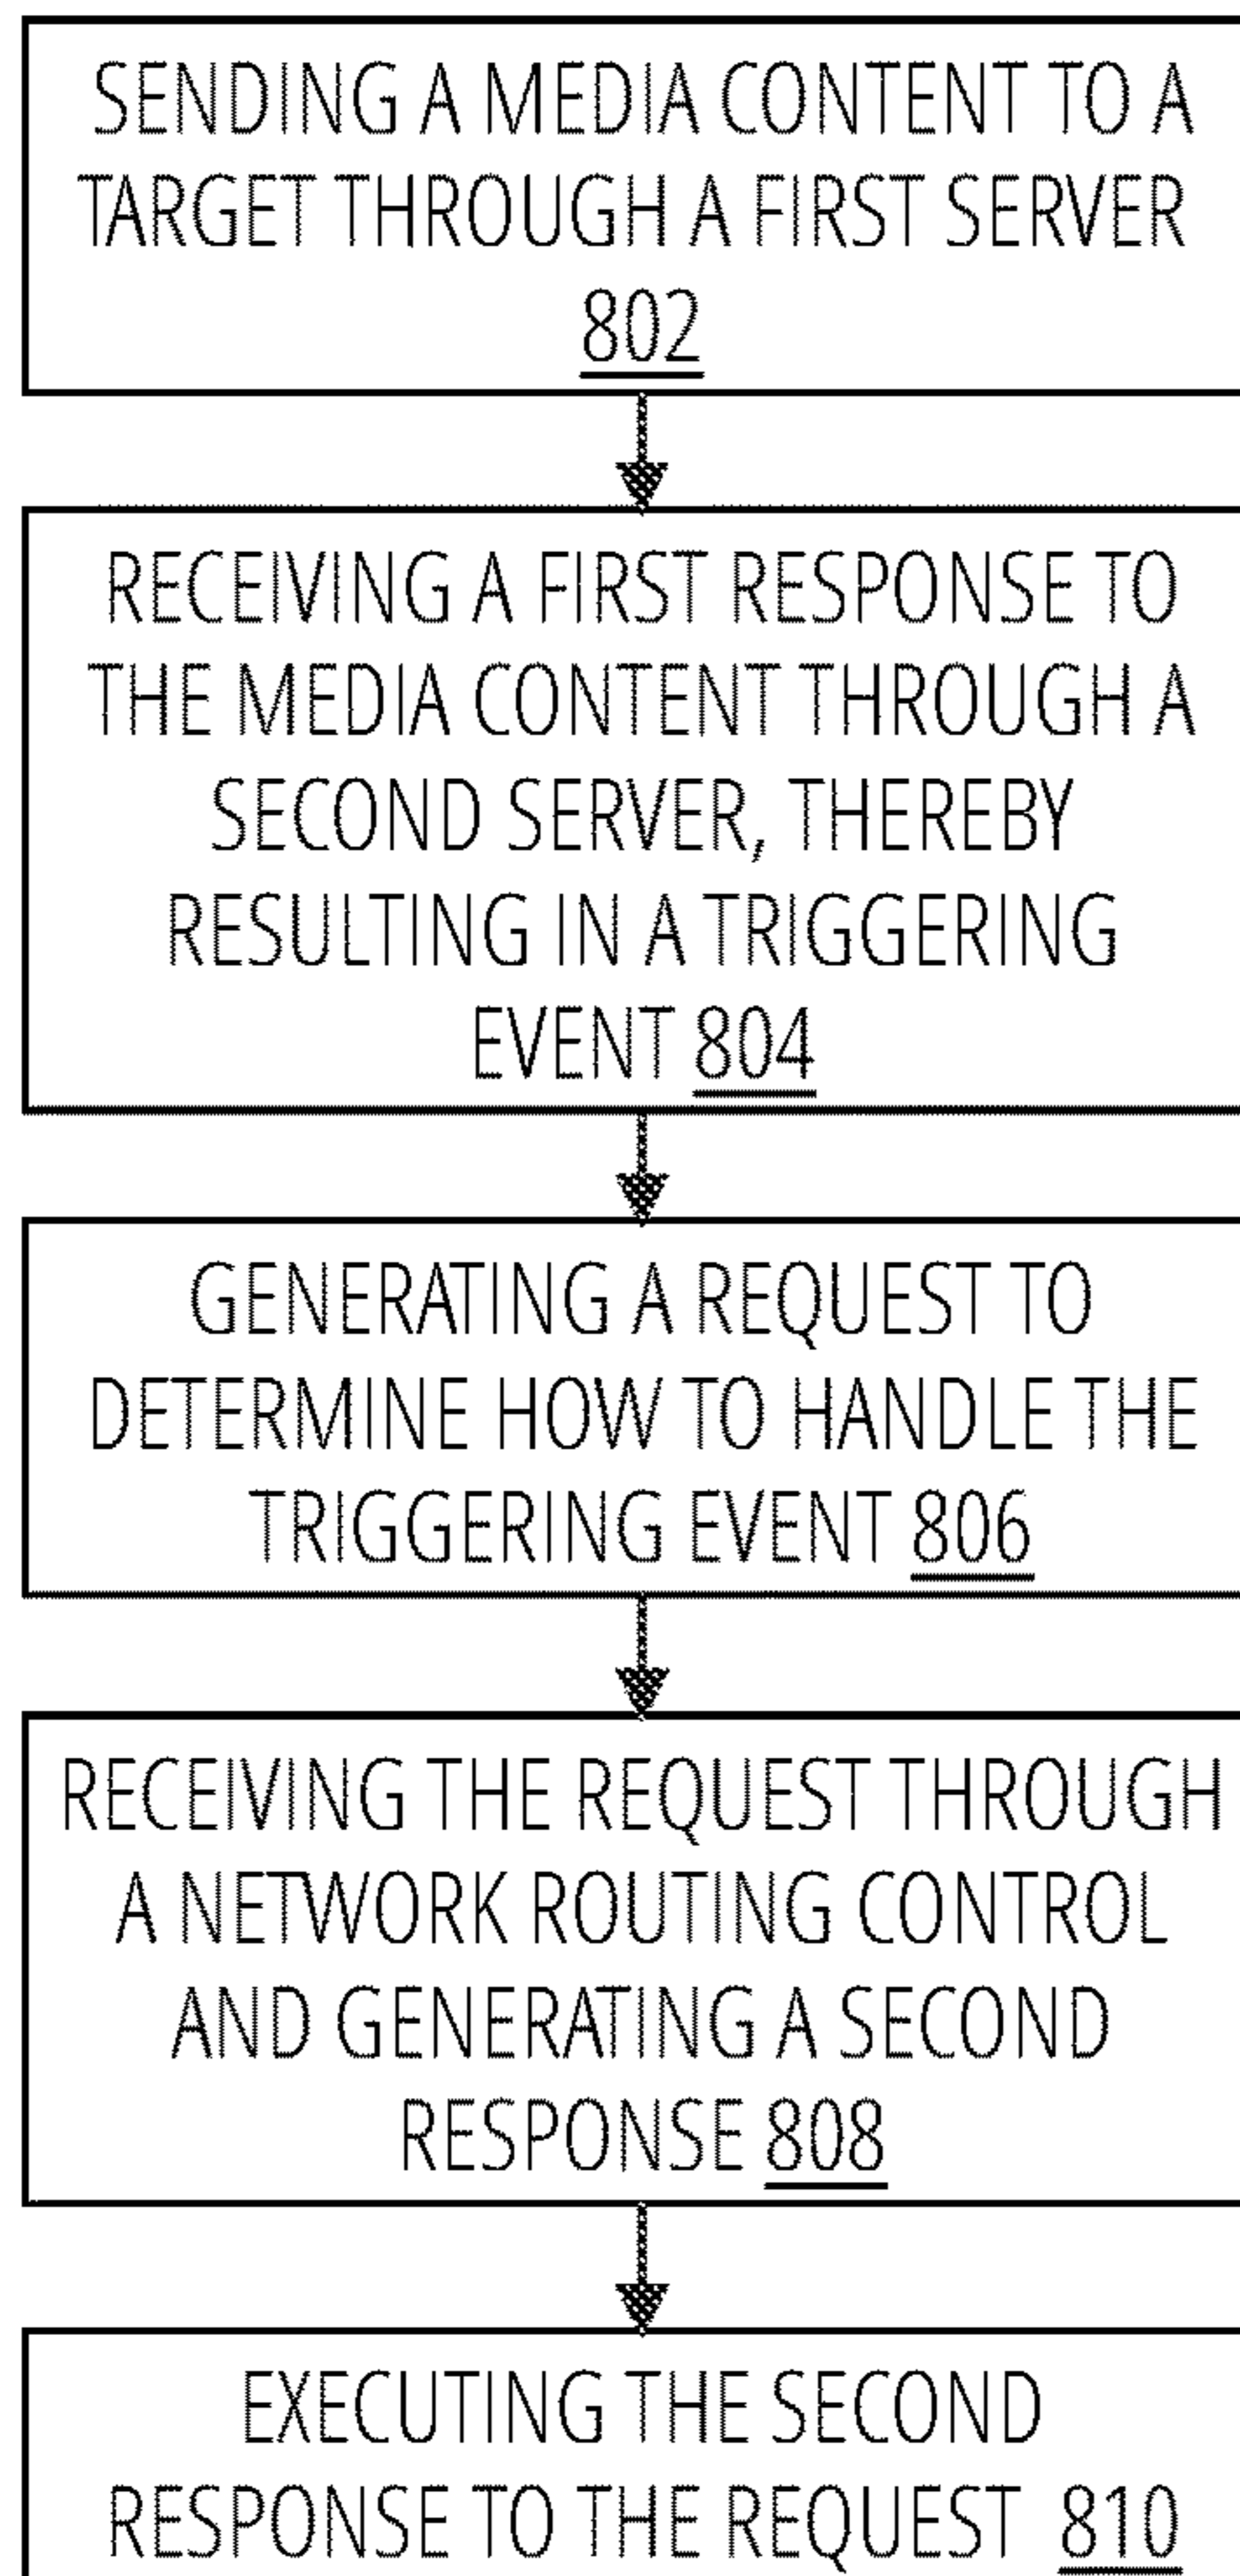 SENDING A MEDIA CONTENT TO A
TARGET THROUGH A FIRST SERVER
802
RECEIVING A FIRST RESPONSE TO
THE MEDIA CONTENT THROUGH A
SECOND SERVER, THEREBY
RESULTING IN A TRIGGERING
EVENT 804
GENERATING A REQUEST TO
DETERMINE HOW TO HANDLE THE
TRIGGERING EVENT 806
RECEIVING THE REQUEST THROUGH
A NETWORK ROUTING CONTROL
AND GENERATING A SECOND
RESPONSE 808
EXECUTING THE SECOND
RESPONSE TO THE REQUEST 810